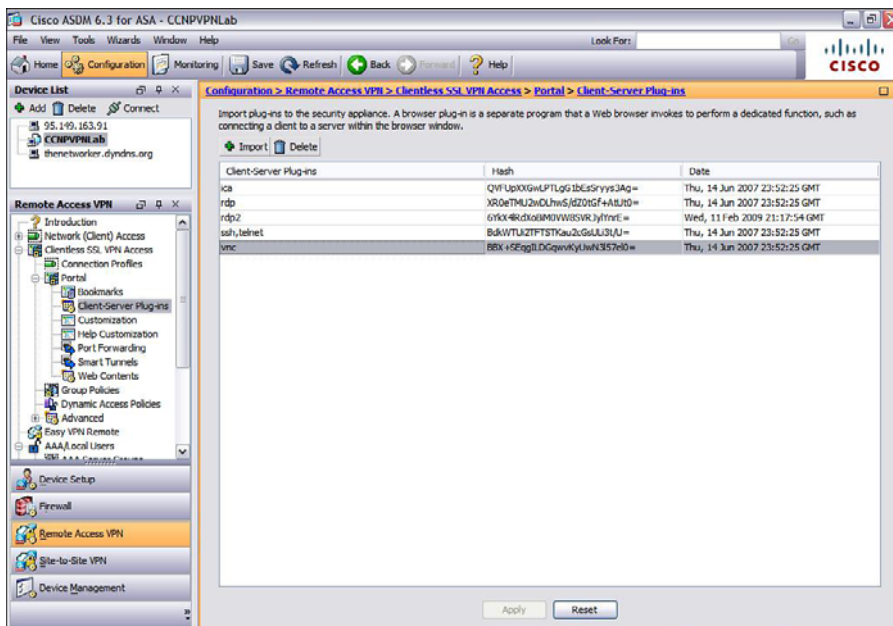 Cisco ASDM 6.3 for ASA - CCNPVPNLab
File View Tools Wizards Window Help Look For: Go
Home Configuration Monitoring Save Refresh Back Forward Help
CISCO
Device List
Add Delete Connect
95.149.163.91
CCNPVPNLab
thenetworker.dyndns.org
Remote Access VPN
Introduction
Network (Client) Access
Clientless SSL VPN Access
Connection Profiles
Portal
Bookmarks
Client-Server Plug-ins
Customization
Help Customization
Port Forwarding
Smart Tunnels
Web Contents
Group Policies
Dynamic Access Policies
Advanced
Easy VPN Remote
AAA/Local Users
Device Setup
Firewall
Remote Access VPN
Site-to-Site VPN
Device Management
Configuration > Remote Access VPN > Clientless SSL VPN Access > Portal > Client-Server Plug-ins
Import plug-ins to the security appliance. A browser plug-in is a separate program that a Web browser invokes to perform a dedicated function, such as
connecting a client to a server within the browser window.
Import Delete
Client-Server Plug-ins Hash Date
ica Thu, 14 Jun 2007 23:52:25 GMT
rdp Thu, 14 Jun 2007 23:52:25 GMT
rdp2 Wed, 11 Feb 2009 21:17:54 GMT
ssh,telnet Thu, 14 Jun 2007 23:52:25 GMT
vnc Thu, 14 Jun 2007 23:52:25 GMT
Apply Reset